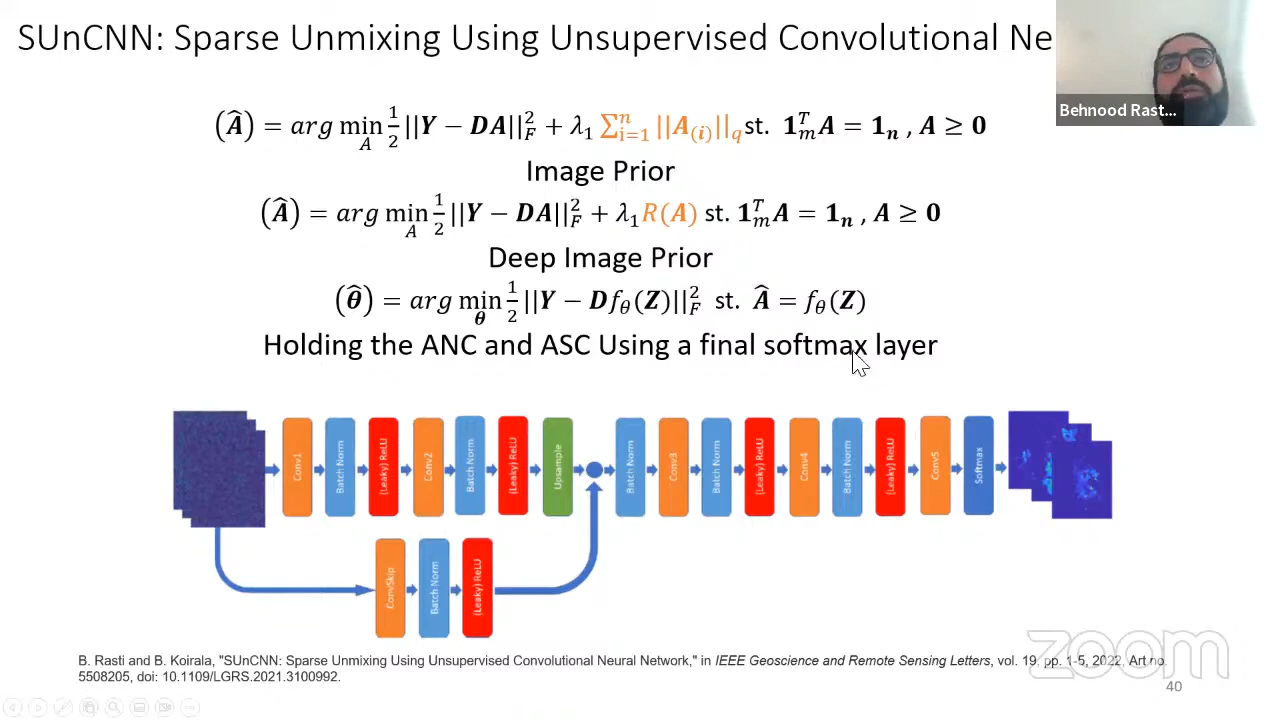 SUnCNN: Sparse Unmixing Using Unsupervised Convolutional Ne
Behnood Rast...
(Â) = arg min_A 1/2 ||Y − DA||²_F + λ₁ ∑ⁿᵢ₌₁ ||A₍ᵢ₎||_q st. 1ᵀₘA = 1ₙ , A ≥ 0
Image Prior
(Â) = arg min_A 1/2 ||Y − DA||²_F + λ₁R(A) st. 1ᵀₘA = 1ₙ , A ≥ 0
Deep Image Prior
(θ̂) = arg min_θ 1/2 ||Y − Df_θ(Z)||²_F st. Â = f_θ(Z)
Holding the ANC and ASC Using a final softmax layer
Conv1
Batch Norm
(Leaky) ReLU
Conv2
Batch Norm
(Leaky) ReLU
Upsample
Batch Norm
Conv3
Batch Norm
(Leaky) ReLU
Conv4
Batch Norm
(Leaky) ReLU
Conv5
Softmax
ConvSkip
Batch Norm
(Leaky) ReLU
zoom
B. Rasti and B. Koirala, "SUnCNN: Sparse Unmixing Using Unsupervised Convolutional Neural Network," in IEEE Geoscience and Remote Sensing Letters, vol. 19, pp. 1-5, 2022, Art no.
5508205, doi: 10.1109/LGRS.2021.3100992.
40